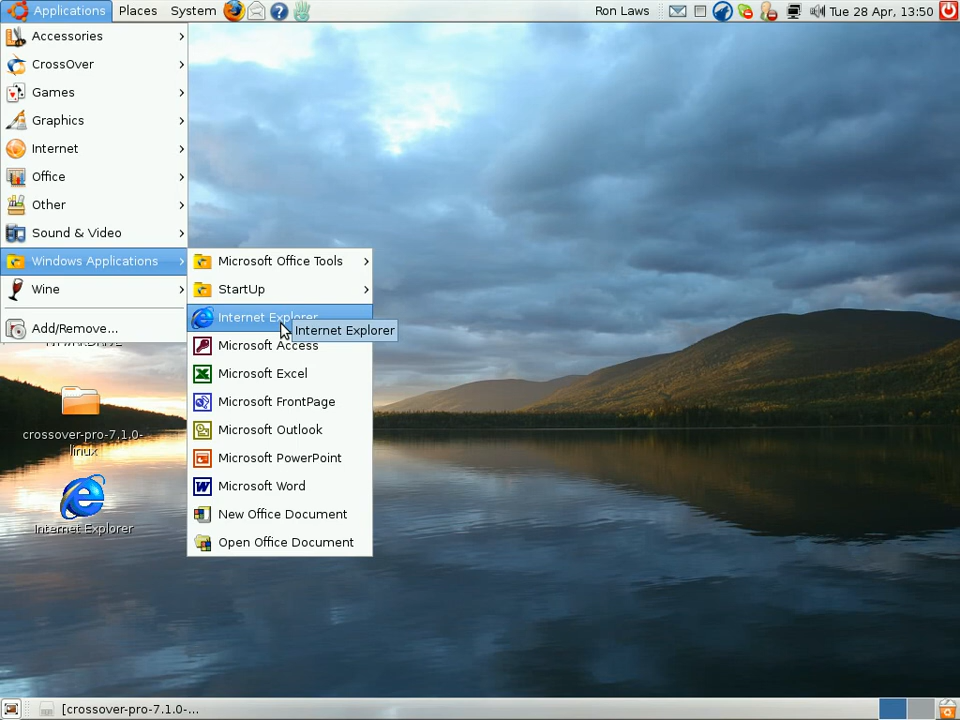 Applications Places System Ron Laws Tue 28 Apr, 13:50
Accessories
CrossOver
Games
Graphics
Internet
Office
Other
Sound & Video
Windows Applications
Wine
Add/Remove...
Microsoft Office Tools
StartUp
Internet Explorer
Internet Explorer
Microsoft Access
Microsoft Excel
Microsoft FrontPage
Microsoft Outlook
Microsoft PowerPoint
Microsoft Word
New Office Document
Open Office Document
crossover-pro-7.1.0-
linux
Internet Explorer
[crossover-pro-7.1.0-...